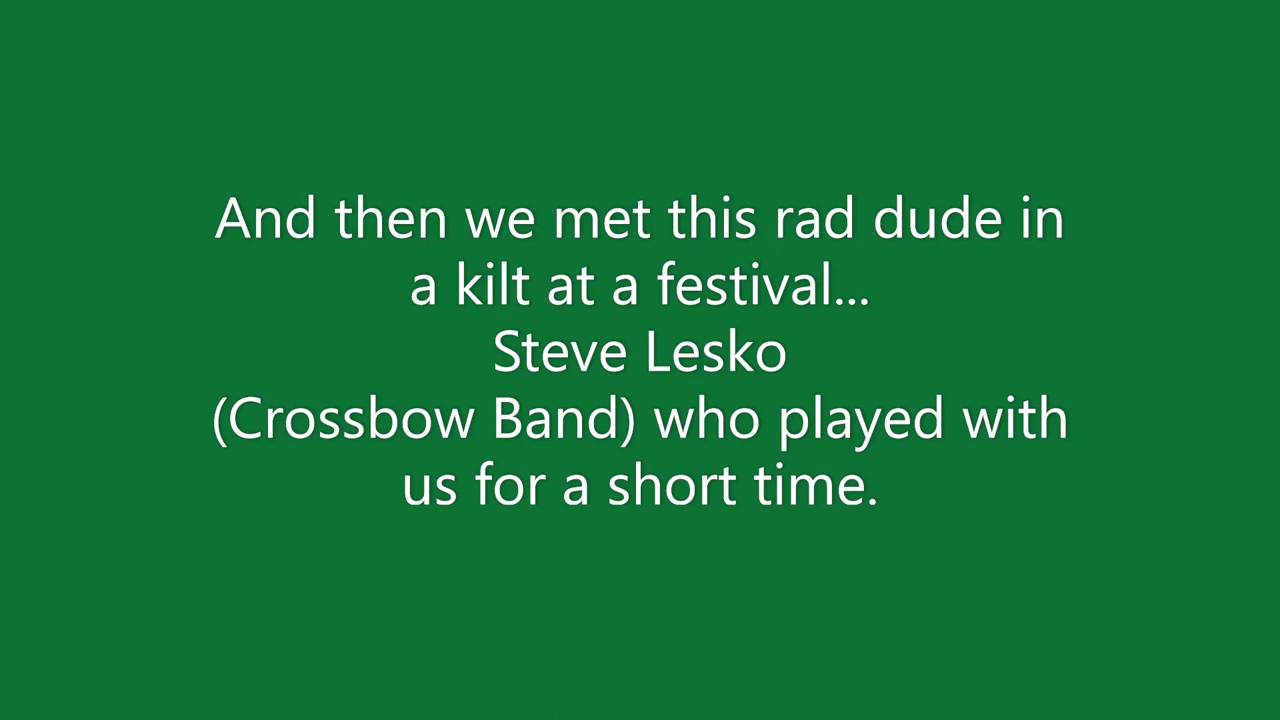 And then we met this rad dude in
a kilt at a festival...
Steve Lesko
(Crossbow Band) who played with
us for a short time.